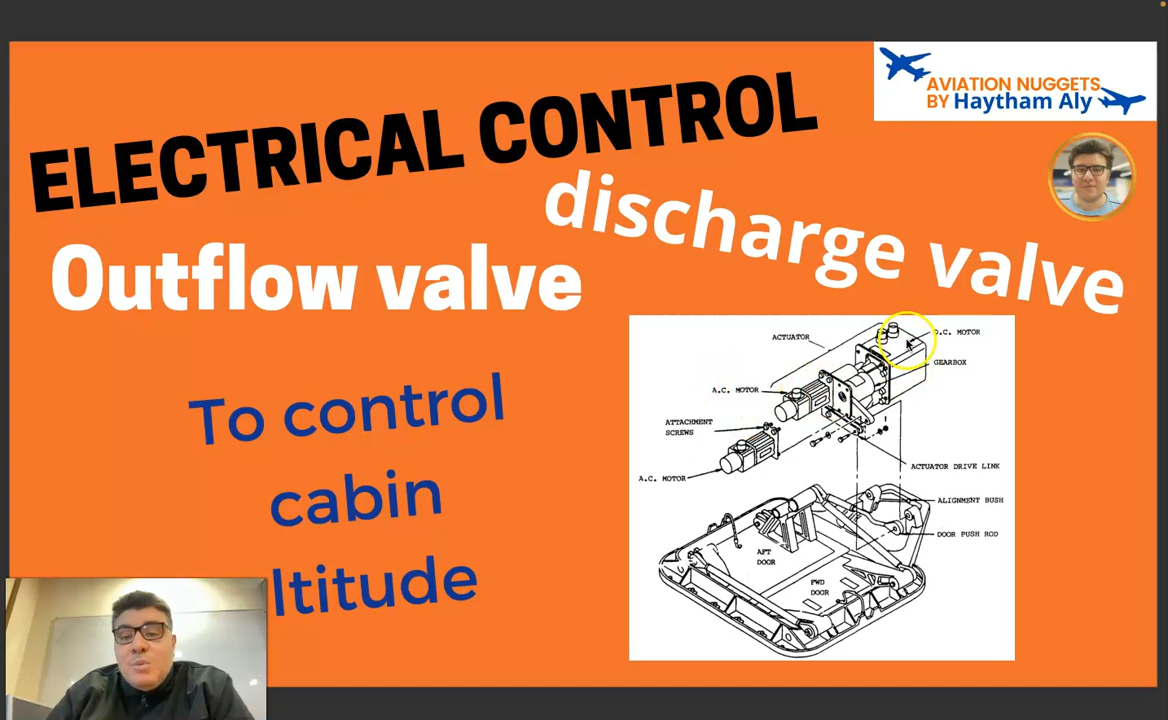 AVIATION NUGGETS
BY Haytham Aly
ELECTRICAL CONTROL
discharge valve
Outflow valve
To control
cabin
ltitude
ACTUATOR
D.C. MOTOR
GEARBOX
A.C. MOTOR
ATTACHMENT
SCREWS
A.C. MOTOR
ACTUATOR DRIVE LINK
ALIGNMENT BUSH
DOOR PUSH ROD
AFT
DOOR
FWD
DOOR